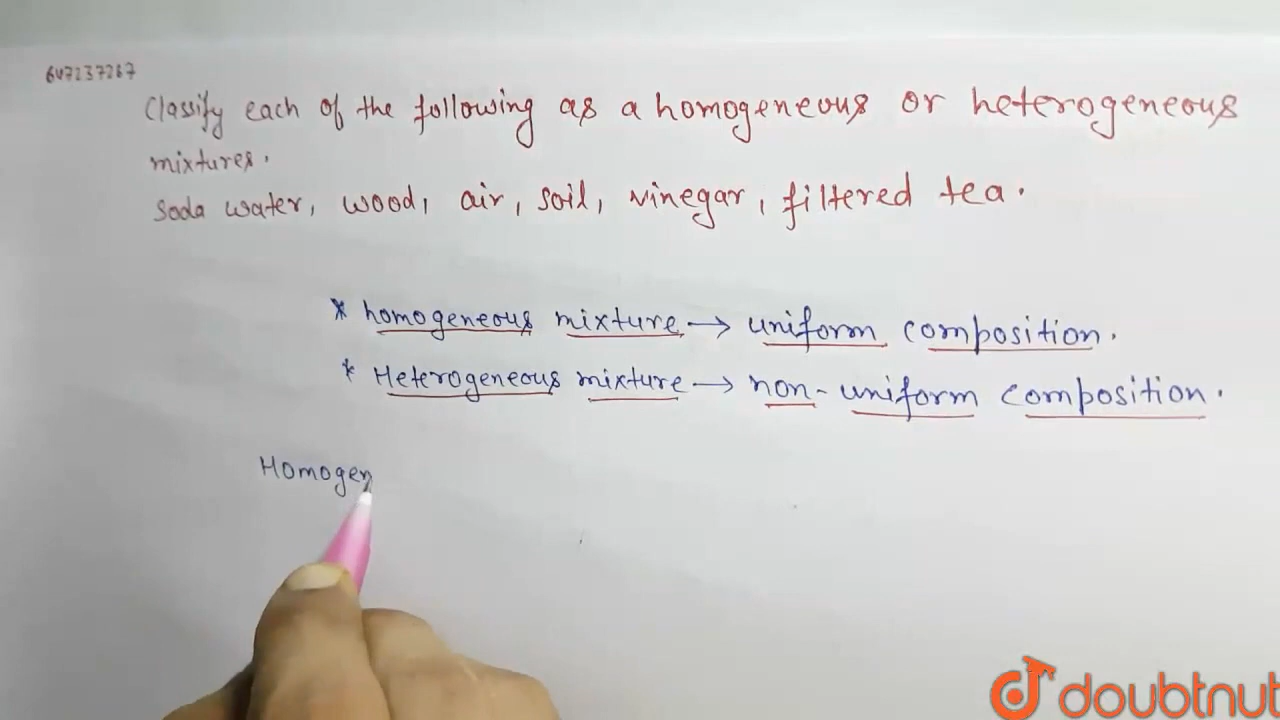 647237267
Classify each of the following as a homogeneous or heterogeneous
mixtures.
Soda water, wood, air, soil, vinegar, filtered tea.
* homogeneous mixture → uniform composition.
* Heterogeneous mixture → non-uniform composition.
Homogen
doubtnut